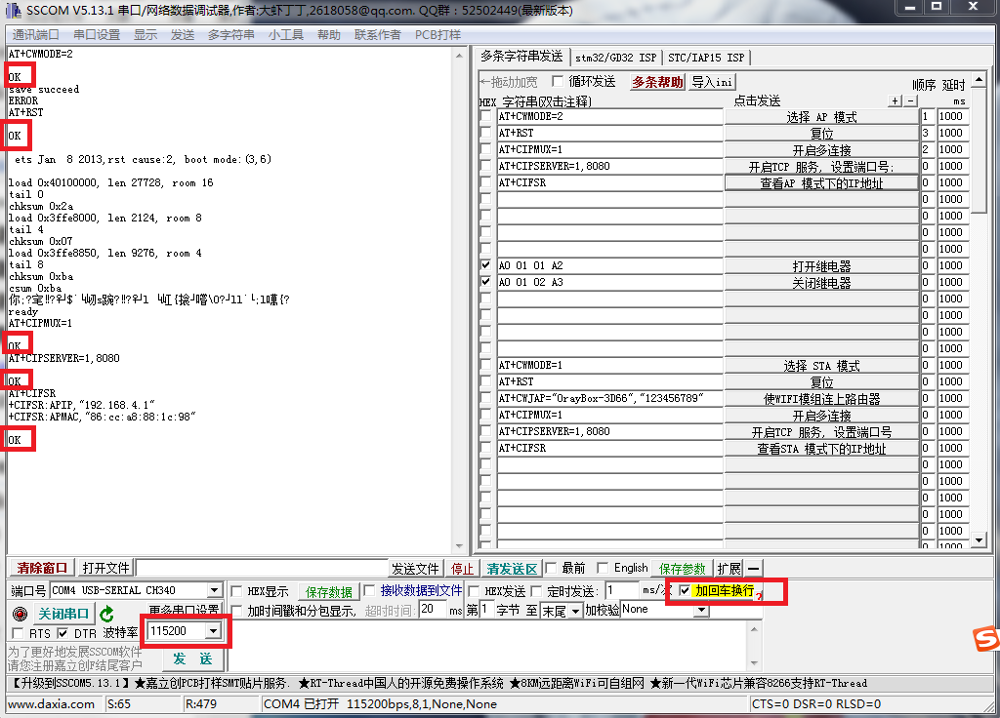 SSCOM V5.13.1 串口/网络数据调试器,作者:大虾丁丁,2618058@qq.com. QQ群：52502449(最新版本)
通讯端口 串口设置 显示 发送 多字符串 小工具 帮助 联系作者 PCB打样
AT+CWMODE=2
OK
save succeed
ERROR
AT+RST
OK
ets Jan  8 2013,rst cause:2, boot mode:(3,6)
load 0x40100000, len 27728, room 16
tail 0
chksum 0x2a
load 0x3ffe8000, len 2124, room 8
tail 4
chksum 0x07
load 0x3ffe8850, len 9276, room 4
tail 8
chksum 0xba
csum 0xba
ready
AT+CIPMUX=1
OK
AT+CIPSERVER=1,8080
OK
AT+CIFSR
+CIFSR:APIP,"192.168.4.1"
+CIFSR:APMAC,"86:cc:a8:88:1c:98"
OK
多条字符串发送 stm32/GD32 ISP STC/IAP15 ISP
←拖动加宽 循环发送 多条帮助 导入ini 顺序 延时
HEX 字符串(双击注释) 点击发送 + - ms
AT+CWMODE=2 选择 AP 模式 1 1000
AT+RST 复位 3 1000
AT+CIPMUX=1 开启多连接 2 1000
AT+CIPSERVER=1,8080 开启TCP 服务, 设置端口号: 0 1000
AT+CIFSR 查看AP 模式下的IP地址 0 1000
0 1000
0 1000
0 1000
0 1000
A0 01 01 A2 打开继电器 0 1000
A0 01 02 A3 关闭继电器 0 1000
0 1000
0 1000
0 1000
0 1000
AT+CWMODE=1 选择 STA 模式 0 1000
AT+RST 复位 0 1000
AT+CWJAP="OrayBox-3D66","123456789" 使WIFI模组连上路由器 0 1000
AT+CIPMUX=1 开启多连接 0 1000
AT+CIPSERVER=1,8080 开启TCP 服务, 设置端口号 0 1000
AT+CIFSR 查看STA 模式下的IP地址 0 1000
0 1000
0 1000
0 1000
0 1000
0 1000
0 1000
清除窗口 打开文件 发送文件 停止 清发送区 最前 English 保存参数 扩展 —
端口号 COM4 USB-SERIAL CH340 HEX显示 保存数据 接收数据到文件 HEX发送 定时发送: 1 ms/次 加回车换行
关闭串口 更多串口设置 加时间戳和分包显示, 超时时间: 20 ms 第 1 字节 至 末尾 加校验 None
RTS DTR 波特率 115200
为了更好地发展SSCOM软件
请您注册嘉立创F结尾客户
发 送
【升级到SSCOM5.13.1】★嘉立创PCB打样SMT贴片服务. ★RT-Thread中国人的开源免费操作系统 ★8KM远距离WiFi可自组网 ★新一代WiFi芯片兼容8266支持RT-Thread
www.daxia.com S:65 R:479 COM4 已打开 115200bps,8,1,None,None CTS=0 DSR=0 RLSD=0
S